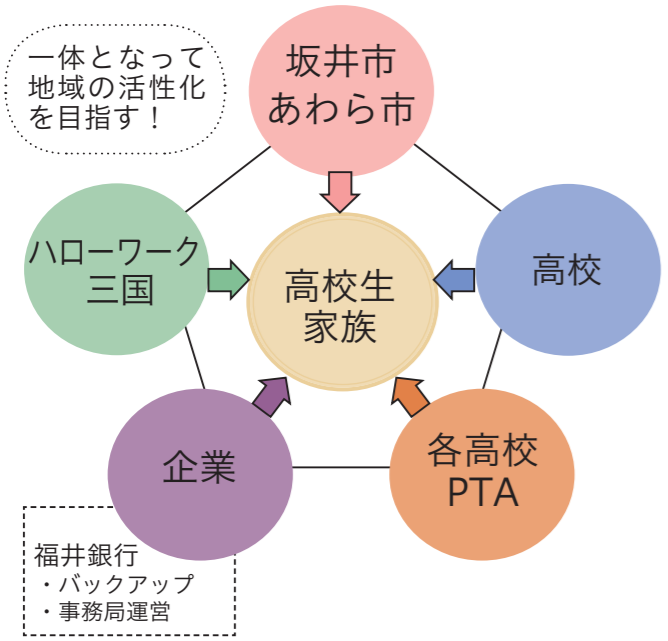 一体となって
地域の活性化
を目指す！
坂井市
あわら市
ハローワーク
三国
高校生
家族
高校
企業
各高校
PTA
福井銀行
・バックアップ
・事務局運営